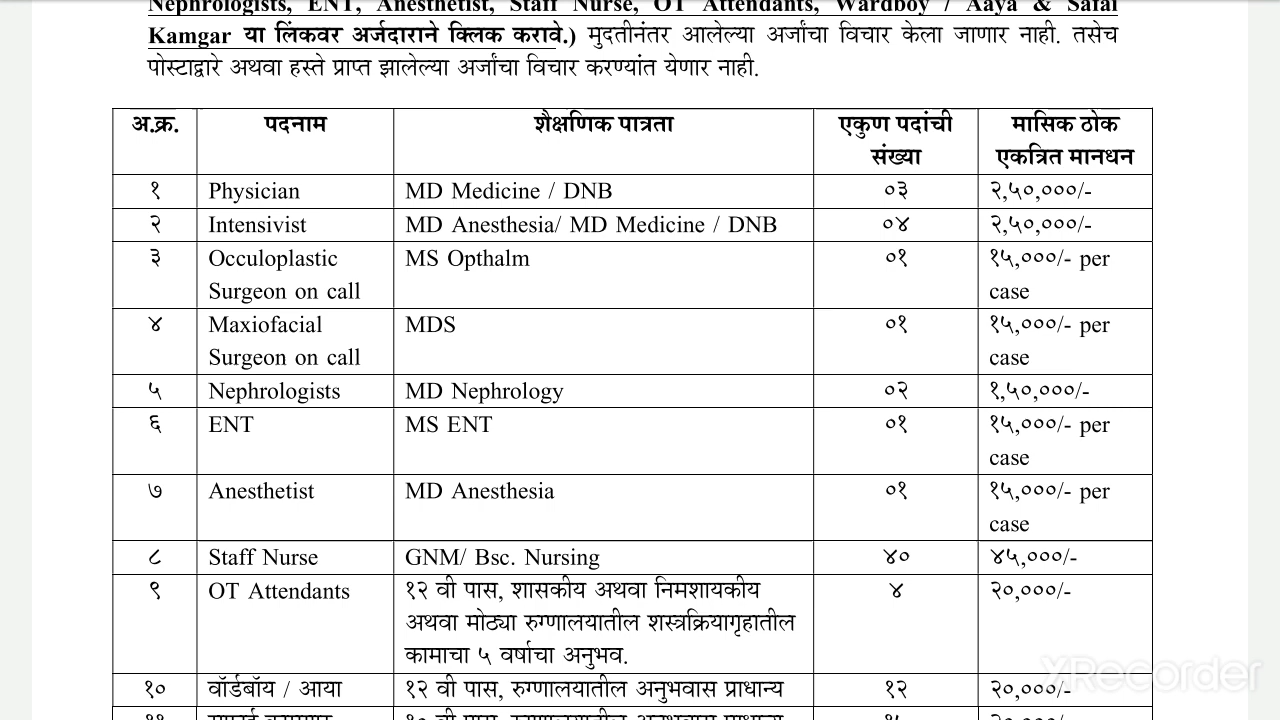 Nephrologists, ENT, Anesthetist, Staff Nurse, OT Attendants, Wardboy / Aaya & Safai
Kamgar या लिंकवर अर्जदाराने क्लिक करावे.) मुदतीनंतर आलेल्या अर्जांचा विचार केला जाणार नाही. तसेच
पोस्टाद्वारे अथवा हस्ते प्राप्त झालेल्या अर्जांचा विचार करण्यांत येणार नाही.
अ.क्र. पदनाम शैक्षणिक पात्रता एकुण पदांची मासिक ठोक
संख्या एकत्रित मानधन
१ Physician MD Medicine / DNB ०३ २,५०,०००/-
२ Intensivist MD Anesthesia/ MD Medicine / DNB ०४ २,५०,०००/-
३ Occuloplastic MS Opthalm ०१ १५,०००/- per
Surgeon on call case
४ Maxiofacial MDS ०१ १५,०००/- per
Surgeon on call case
५ Nephrologists MD Nephrology ०२ १,५०,०००/-
६ ENT MS ENT ०१ १५,०००/- per
case
७ Anesthetist MD Anesthesia ०१ १५,०००/- per
case
८ Staff Nurse GNM/ Bsc. Nursing ४० ४५,०००/-
९ OT Attendants १२ वी पास, शासकीय अथवा निमशायकीय ४ २०,०००/-
अथवा मोठ्या रुग्णालयातील शस्त्रक्रियागृहातील
कामाचा ५ वर्षाचा अनुभव.
१० वॉर्डबॉय / आया १२ वी पास, रुग्णालयातील अनुभवास प्राधान्य १२ २०,०००/-
XRecorder